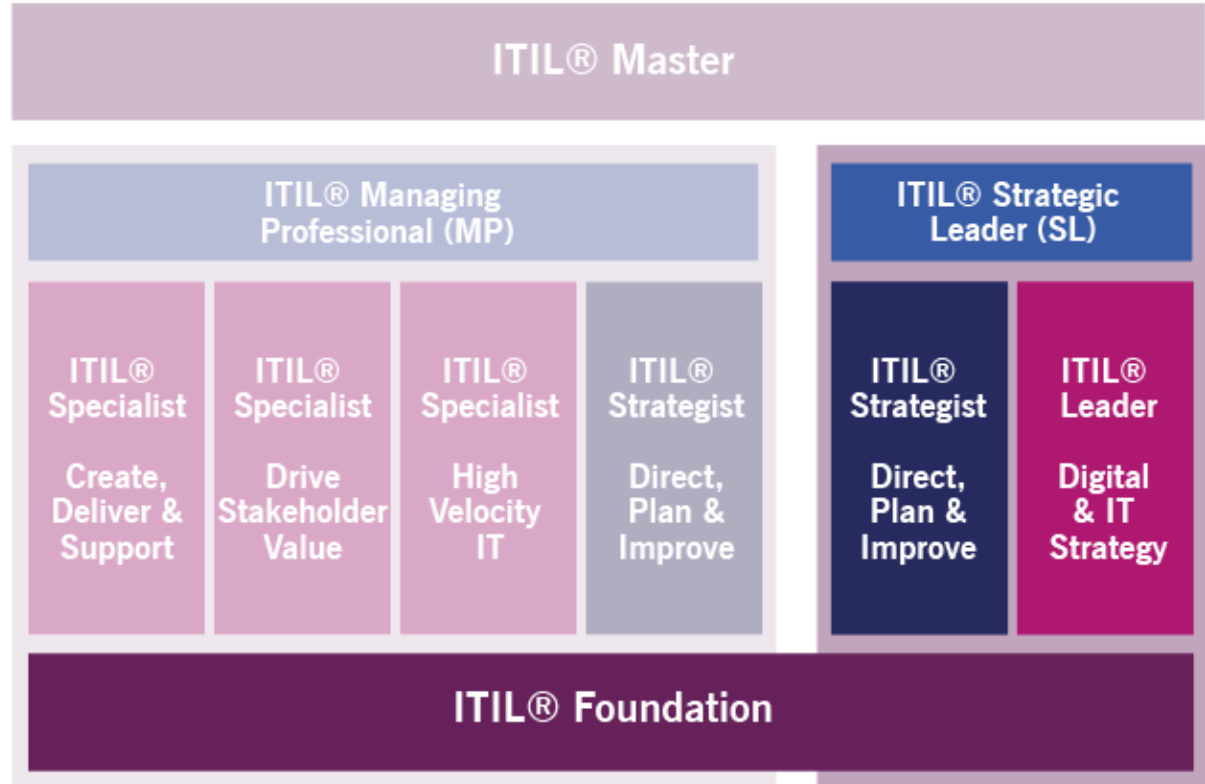 ITIL® Master
ITIL® Managing
Professional (MP)
ITIL® Strategic
Leader (SL)
ITIL®
Specialist
Create,
Deliver &
Support
ITIL®
Specialist
Drive
Stakeholder
Value
ITIL®
Specialist
High
Velocity
IT
ITIL®
Strategist
Direct,
Plan &
Improve
ITIL®
Strategist
Direct,
Plan &
Improve
ITIL®
Leader
Digital
& IT
Strategy
ITIL® Foundation